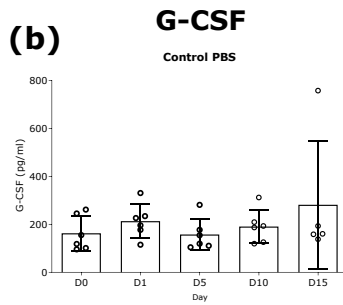 G-CSF
(b)
Control PBS
800
600
400
200
0
G-CSF (pg/ml)
D0 D1 D5 D10 D15
Day